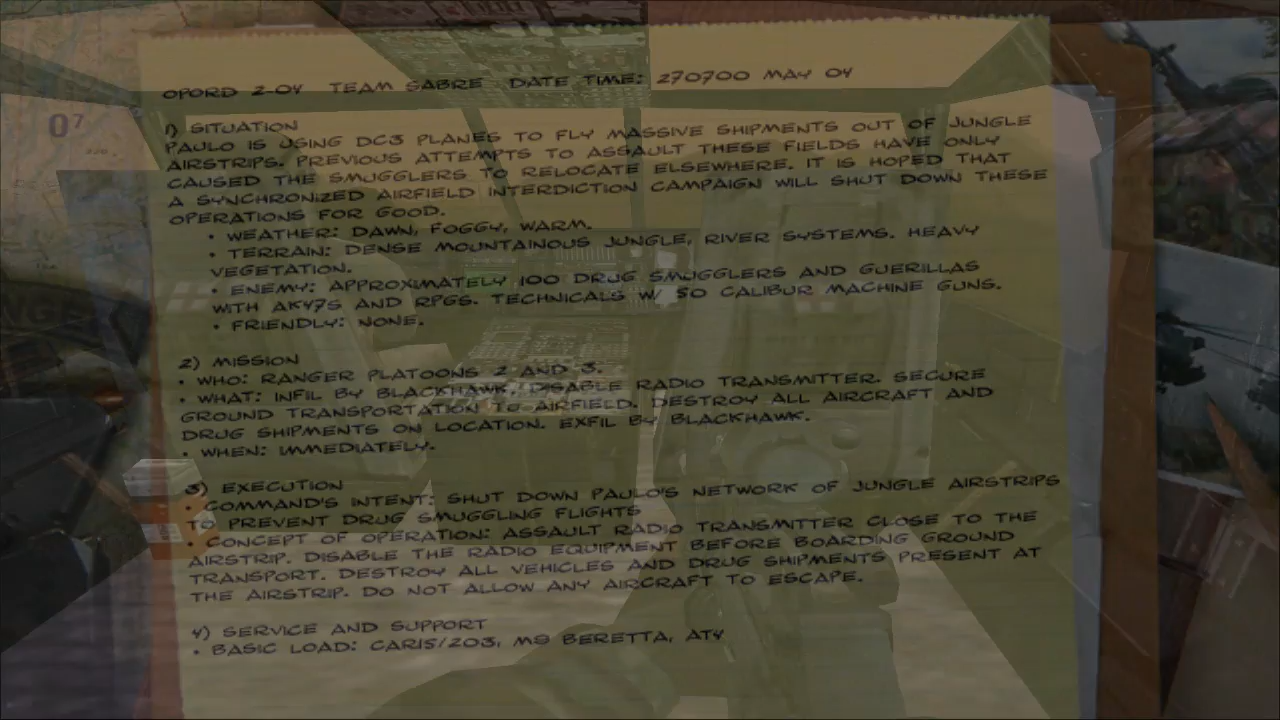 OPORD 2-04 TEAM SABRE DATE TIME: 270700 MAY 04
1) SITUATION
PAULO IS USING DC3 PLANES TO FLY MASSIVE SHIPMENTS OUT OF JUNGLE
AIRSTRIPS. PREVIOUS ATTEMPTS TO ASSAULT THESE FIELDS HAVE ONLY
CAUSED THE SMUGGLERS TO RELOCATE ELSEWHERE. IT IS HOPED THAT
A SYNCHRONIZED AIRFIELD INTERDICTION CAMPAIGN WILL SHUT DOWN THESE
OPERATIONS FOR GOOD.
• WEATHER: DAWN, FOGGY, WARM.
• TERRAIN: DENSE MOUNTAINOUS JUNGLE, RIVER SYSTEMS. HEAVY
VEGETATION.
• ENEMY: APPROXIMATELY 100 DRUG SMUGGLERS AND GUERILLAS
WITH AK47S AND RPGS. TECHNICALS W/ 50 CALIBUR MACHINE GUNS.
• FRIENDLY: NONE.
2) MISSION
• WHO: RANGER PLATOONS 2 AND 3.
• WHAT: INFIL BY BLACKHAWK. DISABLE RADIO TRANSMITTER. SECURE
GROUND TRANSPORTATION TO AIRFIELD. DESTROY ALL AIRCRAFT AND
DRUG SHIPMENTS ON LOCATION. EXFIL BY BLACKHAWK.
• WHEN: IMMEDIATELY.
3) EXECUTION
• COMMAND'S INTENT: SHUT DOWN PAULO'S NETWORK OF JUNGLE AIRSTRIPS
TO PREVENT DRUG SMUGGLING FLIGHTS
• CONCEPT OF OPERATION: ASSAULT RADIO TRANSMITTER CLOSE TO THE
AIRSTRIP. DISABLE THE RADIO EQUIPMENT BEFORE BOARDING GROUND
TRANSPORT. DESTROY ALL VEHICLES AND DRUG SHIPMENTS PRESENT AT
THE AIRSTRIP. DO NOT ALLOW ANY AIRCRAFT TO ESCAPE.
4) SERVICE AND SUPPORT
• BASIC LOAD: CAR15/203, M9 BERETTA, AT4
07